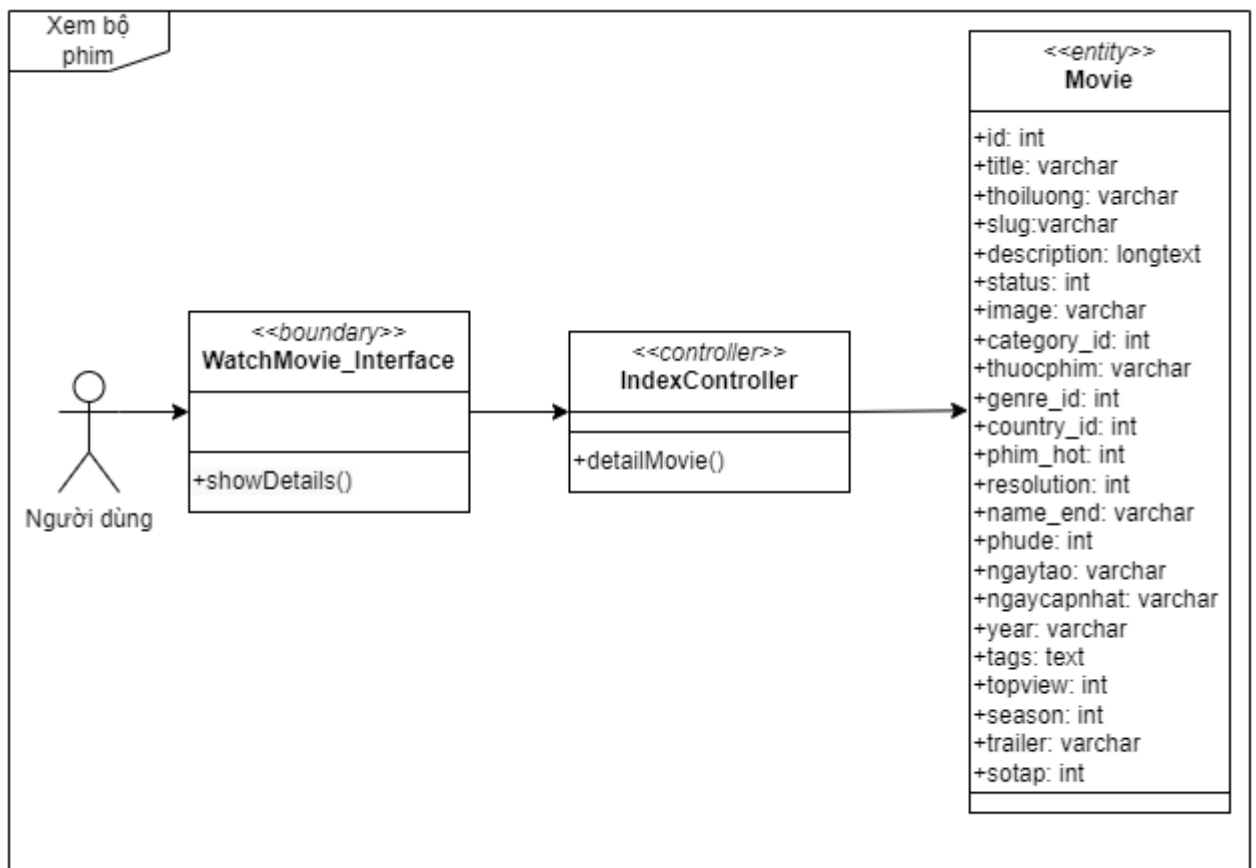 Xem bộ
phim
<<entity>>
Movie
+id: int
+title: varchar
+thoiluong: varchar
+slug:varchar
+description: longtext
+status: int
+image: varchar
+category_id: int
+thuocphim: varchar
+genre_id: int
+country_id: int
+phim_hot: int
+resolution: int
+name_end: varchar
+phude: int
+ngaytao: varchar
+ngaycapnhat: varchar
+year: varchar
+tags: text
+topview: int
+season: int
+trailer: varchar
+sotap: int
<<boundary>>
WatchMovie_Interface
+showDetails()
<<controller>>
IndexController
+detailMovie()
Người dùng